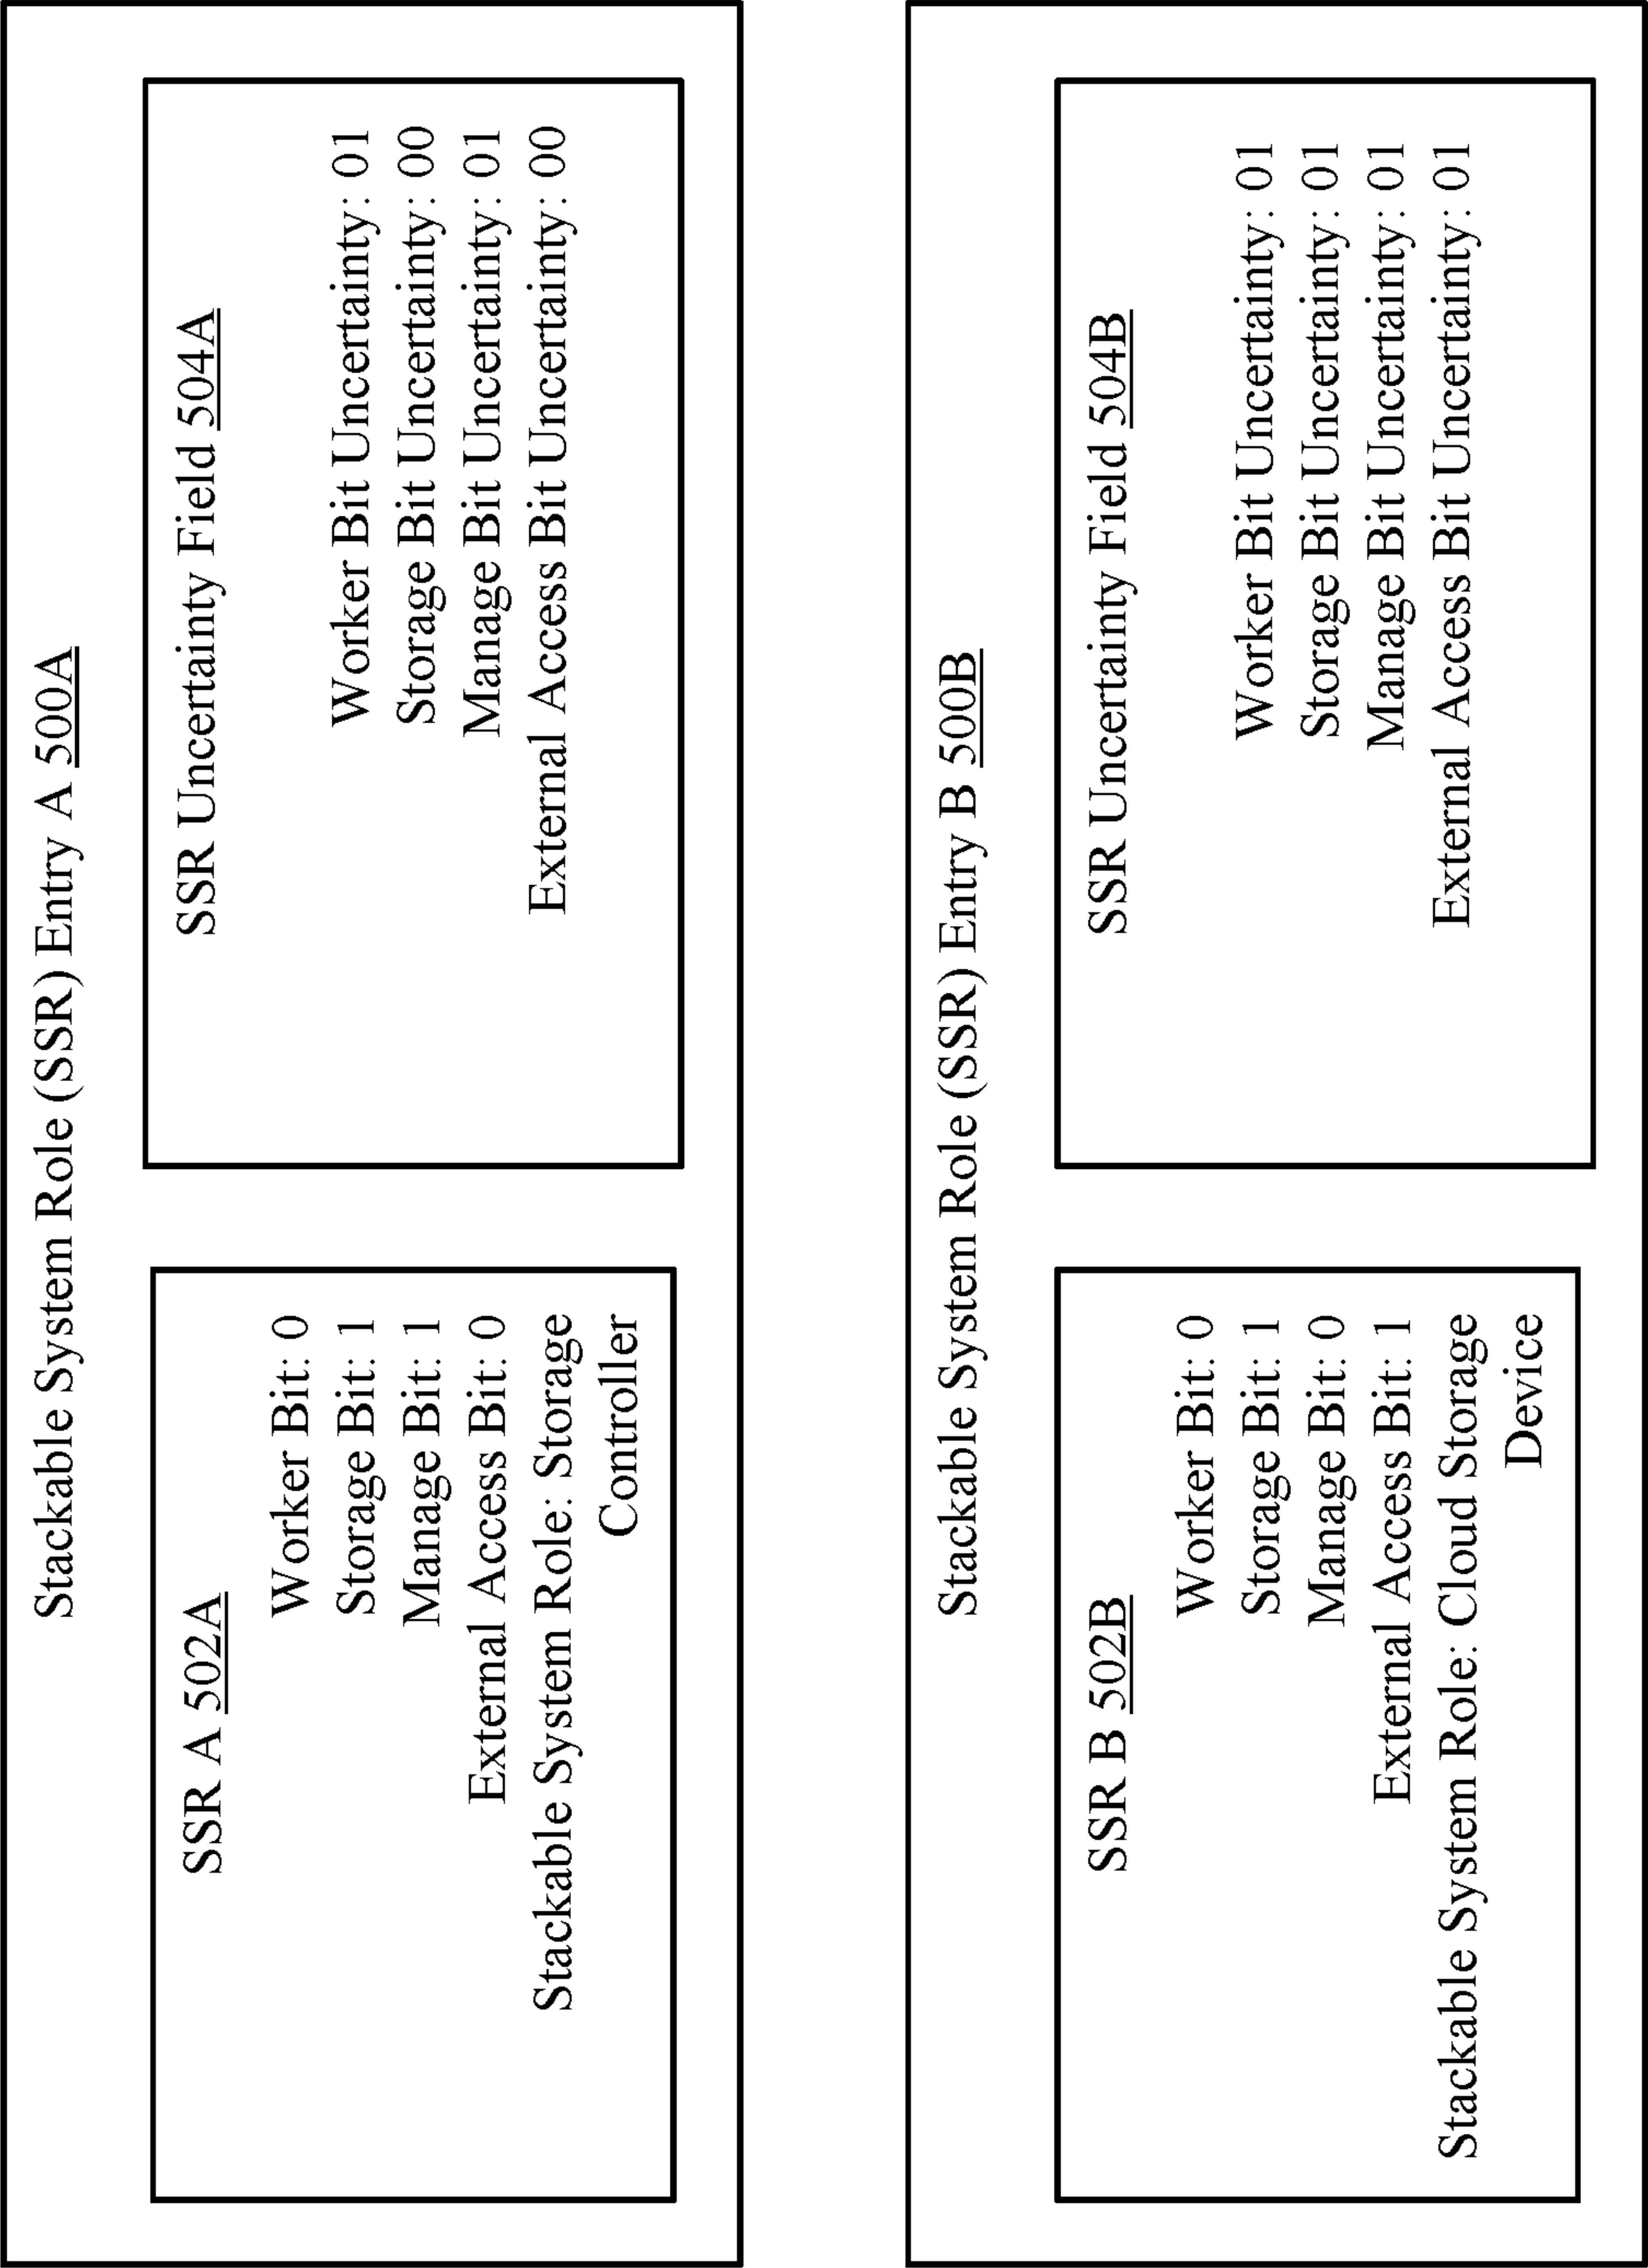 Stackable System Role (SSR) Entry A 500A
SSR A 502A
Worker Bit: 0
Storage Bit: 1
Manage Bit: 1
External Access Bit: 0
Stackable System Role: Storage
Controller
SSR Uncertainty Field 504A
Worker Bit Uncertainty: 01
Storage Bit Uncertainty: 00
Manage Bit Uncertainty: 01
External Access Bit Uncertainty: 00
Stackable System Role (SSR) Entry B 500B
SSR B 502B
Worker Bit: 0
Storage Bit: 1
Manage Bit: 0
External Access Bit: 1
Stackable System Role: Cloud Storage
Device
SSR Uncertainty Field 504B
Worker Bit Uncertainty: 01
Storage Bit Uncertainty: 01
Manage Bit Uncertainty: 01
External Access Bit Uncertainty: 01